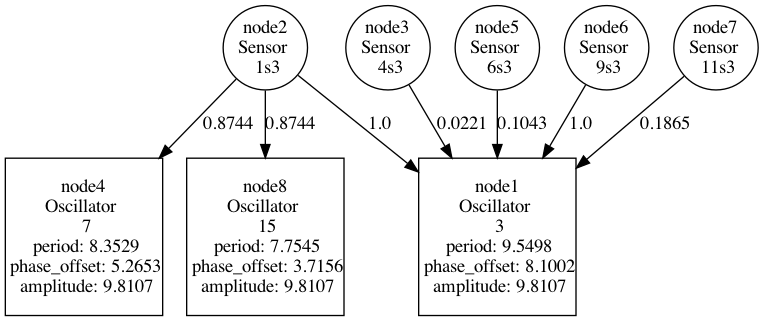 node2
Sensor
1s3
node3
Sensor
4s3
node5
Sensor
6s3
node6
Sensor
9s3
node7
Sensor
11s3
0.8744
0.8744
1.0
0.0221
0.1043
1.0
0.1865
node4
Oscillator
7
period: 8.3529
phase_offset: 5.2653
amplitude: 9.8107
node8
Oscillator
15
period: 7.7545
phase_offset: 3.7156
amplitude: 9.8107
node1
Oscillator
3
period: 9.5498
phase_offset: 8.1002
amplitude: 9.8107